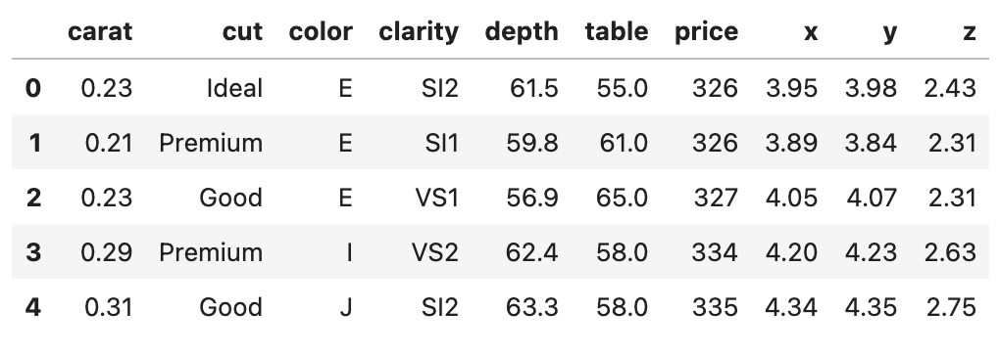 carat cut color clarity depth table price x y z
0 0.23 Ideal E SI2 61.5 55.0 326 3.95 3.98 2.43
1 0.21 Premium E SI1 59.8 61.0 326 3.89 3.84 2.31
2 0.23 Good E VS1 56.9 65.0 327 4.05 4.07 2.31
3 0.29 Premium I VS2 62.4 58.0 334 4.20 4.23 2.63
4 0.31 Good J SI2 63.3 58.0 335 4.34 4.35 2.75